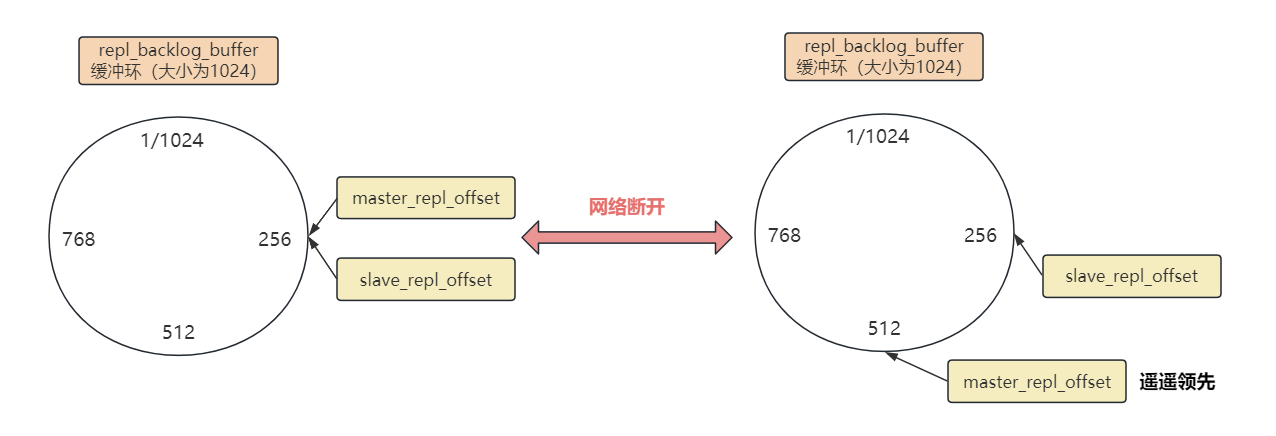 repl_backlog_buffer
缓冲环（大小为1024）
1/1024
768
256
512
master_repl_offset
slave_repl_offset
网络断开
repl_backlog_buffer
缓冲环（大小为1024）
1/1024
768
256
512
slave_repl_offset
master_repl_offset
遥遥领先